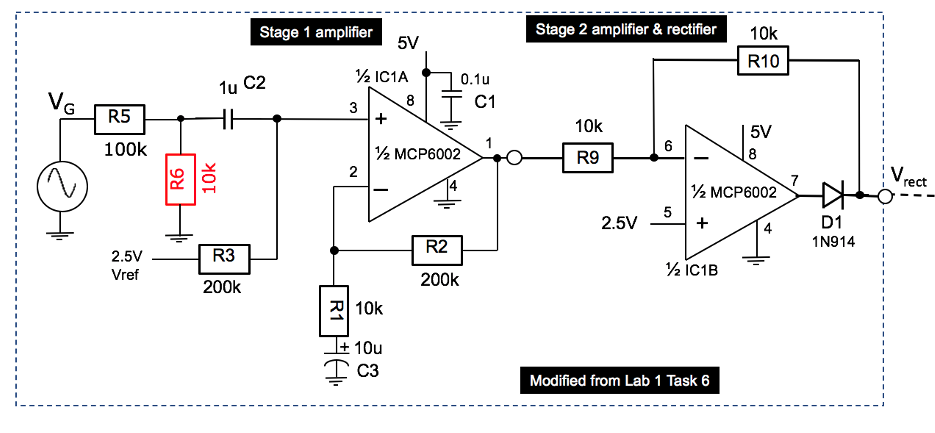 Stage 1 amplifier
Stage 2 amplifier & rectifier
5V
10k
R10
½ IC1A
0.1u
C1
1u C2
VG
R5
100k
3
8
+
½ MCP6002
1
2
−
4
R6
10k
10k
R9
6
−
5V
8
½ MCP6002
7
2.5V
5
+
4
½ IC1B
D1
1N914
Vrect
2.5V
Vref
R3
200k
R2
200k
R1
10k
+
10u
C3
Modified from Lab 1 Task 6